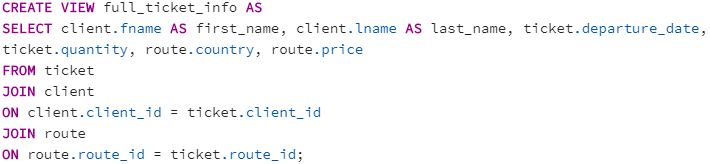 CREATE VIEW full_ticket_info AS
SELECT client.fname AS first_name, client.lname AS last_name, ticket.departure_date,
ticket.quantity, route.country, route.price
FROM ticket
JOIN client
ON client.client_id = ticket.client_id
JOIN route
ON route.route_id = ticket.route_id;